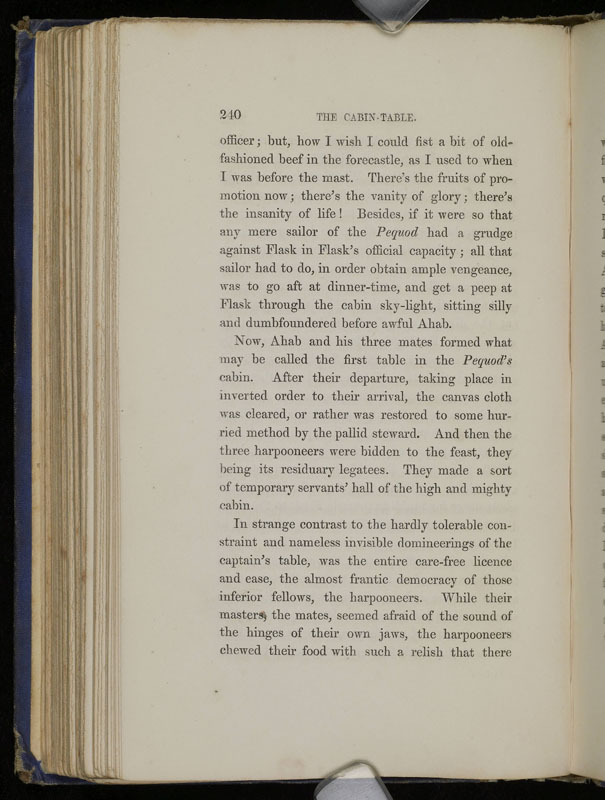 240 THE CABIN-TABLE.
officer; but, how I wish I could fist a bit of old-
fashioned beef in the forecastle, as I used to when
I was before the mast. There's the fruits of pro-
motion now; there's the vanity of glory; there's
the insanity of life! Besides, if it were so that
any mere sailor of the Pequod had a grudge
against Flask in Flask's official capacity; all that
sailor had to do, in order obtain ample vengeance,
was to go aft at dinner-time, and get a peep at
Flask through the cabin sky-light, sitting silly
and dumbfoundered before awful Ahab.
Now, Ahab and his three mates formed what
may be called the first table in the Pequod's
cabin. After their departure, taking place in
inverted order to their arrival, the canvas cloth
was cleared, or rather was restored to some hur-
ried method by the pallid steward. And then the
three harpooneers were bidden to the feast, they
being its residuary legatees. They made a sort
of temporary servants' hall of the high and mighty
cabin.
In strange contrast to the hardly tolerable con-
straint and nameless invisible domineerings of the
captain's table, was the entire care-free licence
and ease, the almost frantic democracy of those
inferior fellows, the harpooneers. While their
masters, the mates, seemed afraid of the sound of
the hinges of their own jaws, the harpooneers
chewed their food with such a relish that there